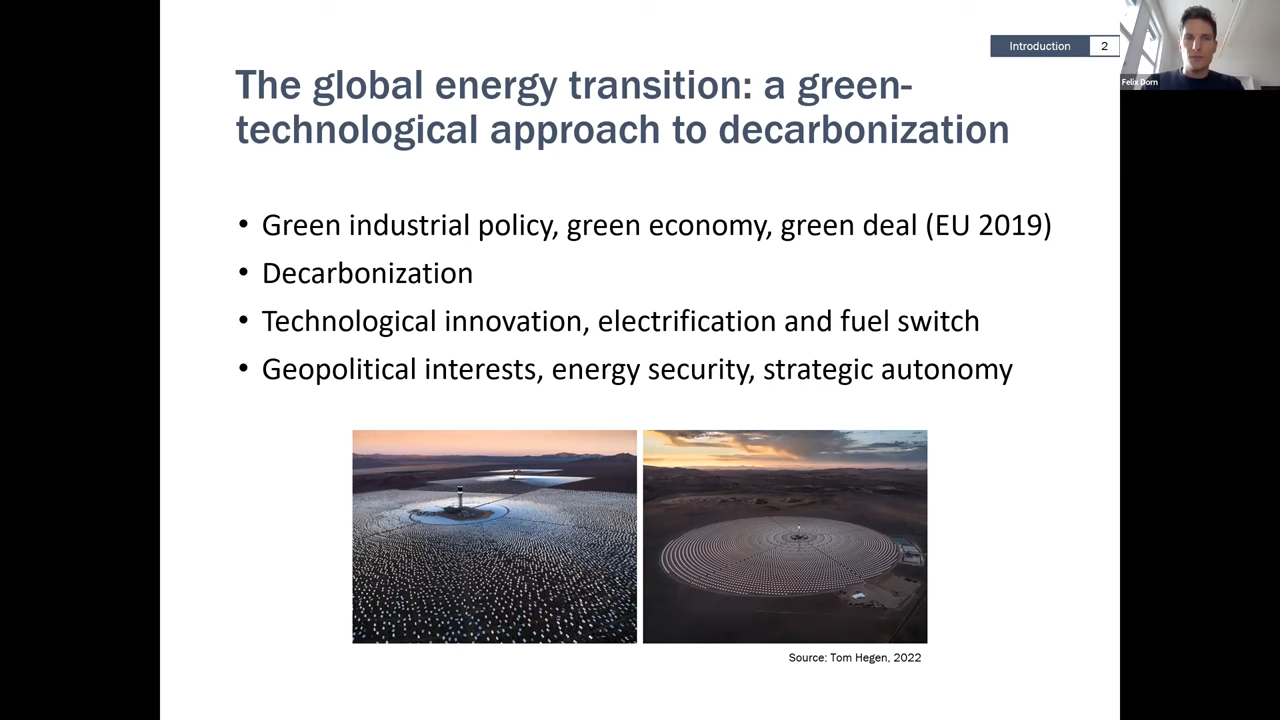 Introduction 2
Felix Dorn
The global energy transition: a green-
technological approach to decarbonization
• Green industrial policy, green economy, green deal (EU 2019)
• Decarbonization
• Technological innovation, electrification and fuel switch
• Geopolitical interests, energy security, strategic autonomy
Source: Tom Hegen, 2022